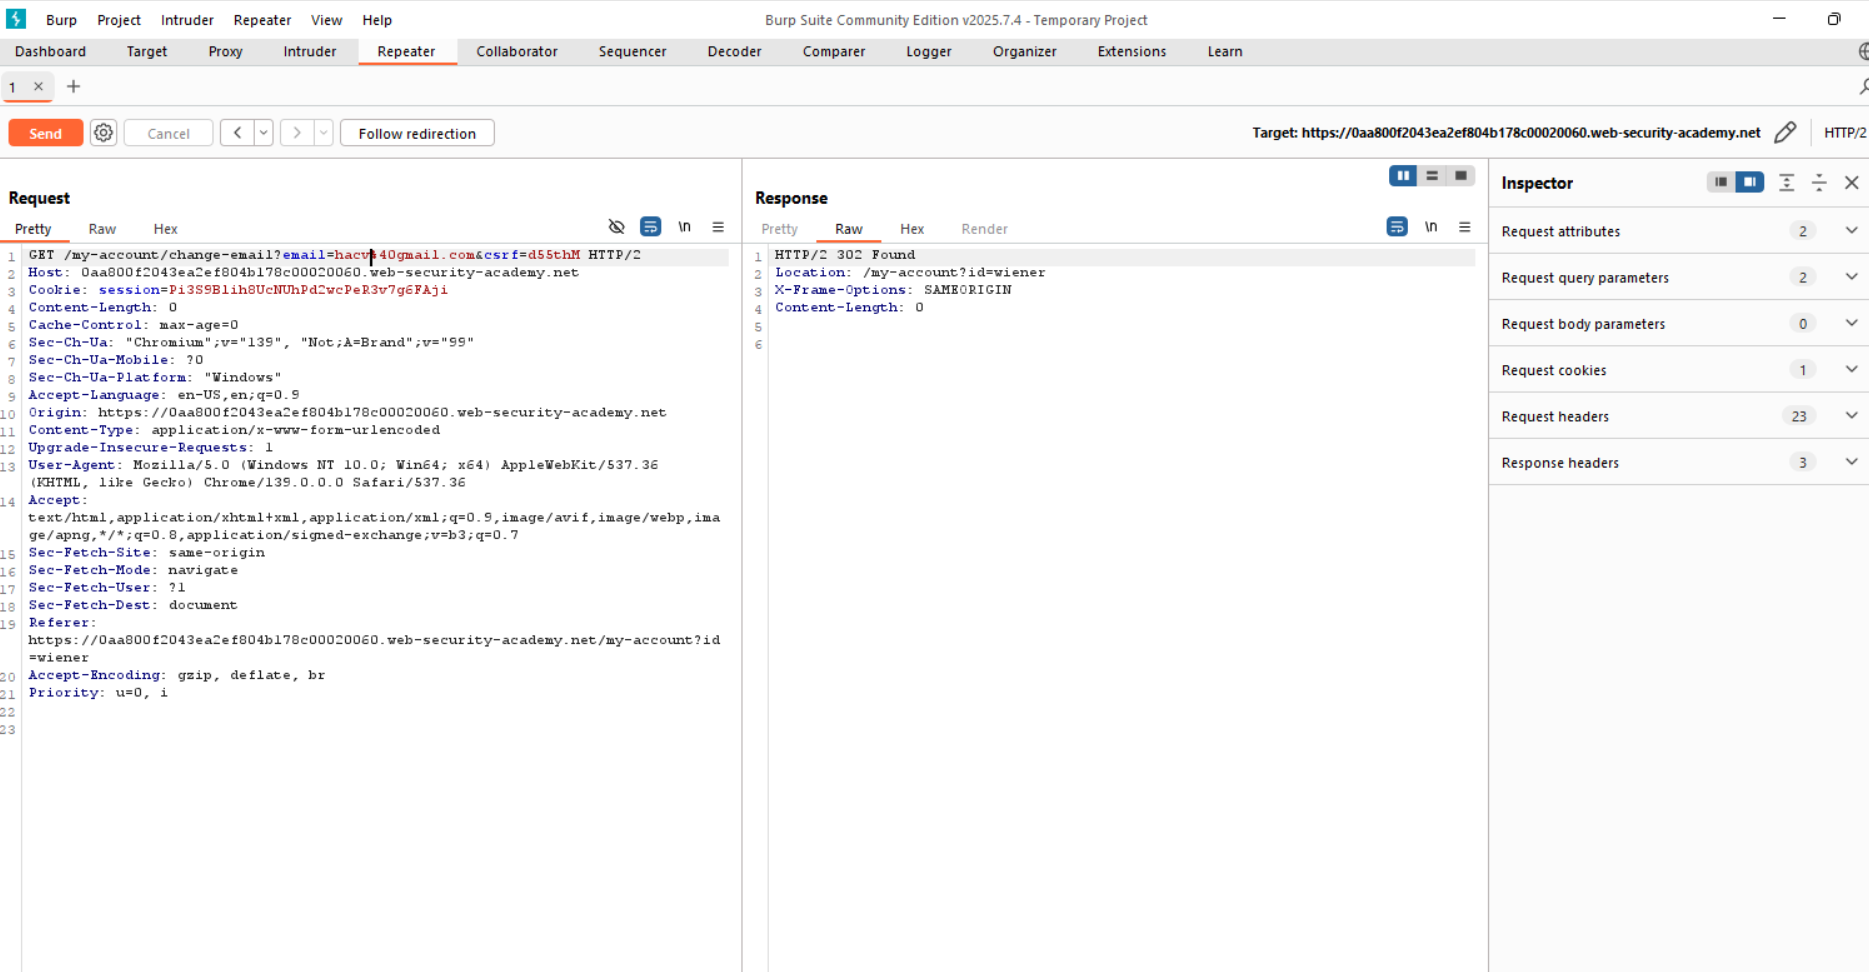 Burp Project Intruder Repeater View Help Burp Suite Community Edition v2025.7.4 - Temporary Project
Dashboard Target Proxy Intruder Repeater Collaborator Sequencer Decoder Comparer Logger Organizer Extensions Learn
1 × +
Send Cancel < > Follow redirection Target: https://0aa800f2043ea2ef804b178c00020060.web-security-academy.net HTTP/2
Request
Pretty Raw Hex \n
1 GET /my-account/change-email?email=hacv%40gmail.com&csrf=d55thM HTTP/2
2 Host: 0aa800f2043ea2ef804b178c00020060.web-security-academy.net
3 Cookie: session=Pi3S9Blih8UcNUhPd2wcPeR3v7g6FAji
4 Content-Length: 0
5 Cache-Control: max-age=0
6 Sec-Ch-Ua: "Chromium";v="139", "Not;A=Brand";v="99"
7 Sec-Ch-Ua-Mobile: ?0
8 Sec-Ch-Ua-Platform: "Windows"
9 Accept-Language: en-US,en;q=0.9
10 Origin: https://0aa800f2043ea2ef804b178c00020060.web-security-academy.net
11 Content-Type: application/x-www-form-urlencoded
12 Upgrade-Insecure-Requests: 1
13 User-Agent: Mozilla/5.0 (Windows NT 10.0; Win64; x64) AppleWebKit/537.36
(KHTML, like Gecko) Chrome/139.0.0.0 Safari/537.36
14 Accept:
text/html,application/xhtml+xml,application/xml;q=0.9,image/avif,image/webp,ima
ge/apng,*/*;q=0.8,application/signed-exchange;v=b3;q=0.7
15 Sec-Fetch-Site: same-origin
16 Sec-Fetch-Mode: navigate
17 Sec-Fetch-User: ?1
18 Sec-Fetch-Dest: document
19 Referer:
https://0aa800f2043ea2ef804b178c00020060.web-security-academy.net/my-account?id
=wiener
20 Accept-Encoding: gzip, deflate, br
21 Priority: u=0, i
22
23
Response
Pretty Raw Hex Render \n
1 HTTP/2 302 Found
2 Location: /my-account?id=wiener
3 X-Frame-Options: SAMEORIGIN
4 Content-Length: 0
5
6
Inspector
Request attributes 2
Request query parameters 2
Request body parameters 0
Request cookies 1
Request headers 23
Response headers 3